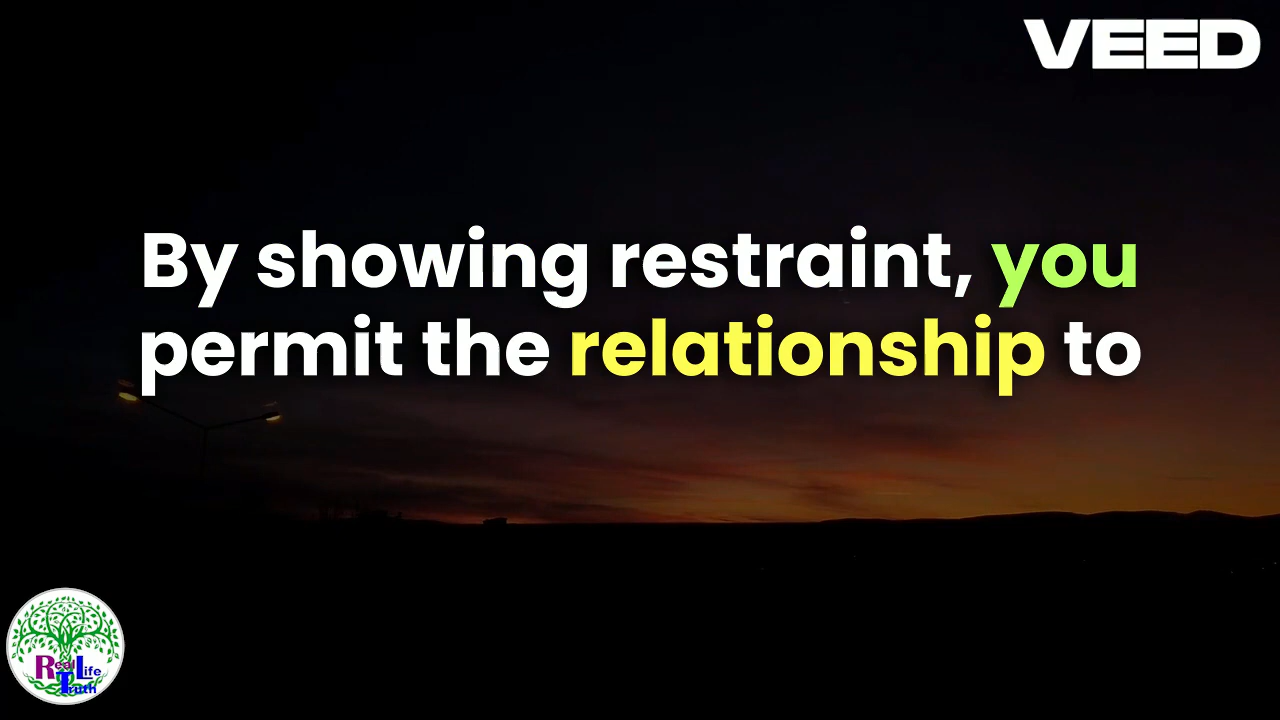 VEED
By showing restraint, you
permit the relationship to
Real Life
Truth